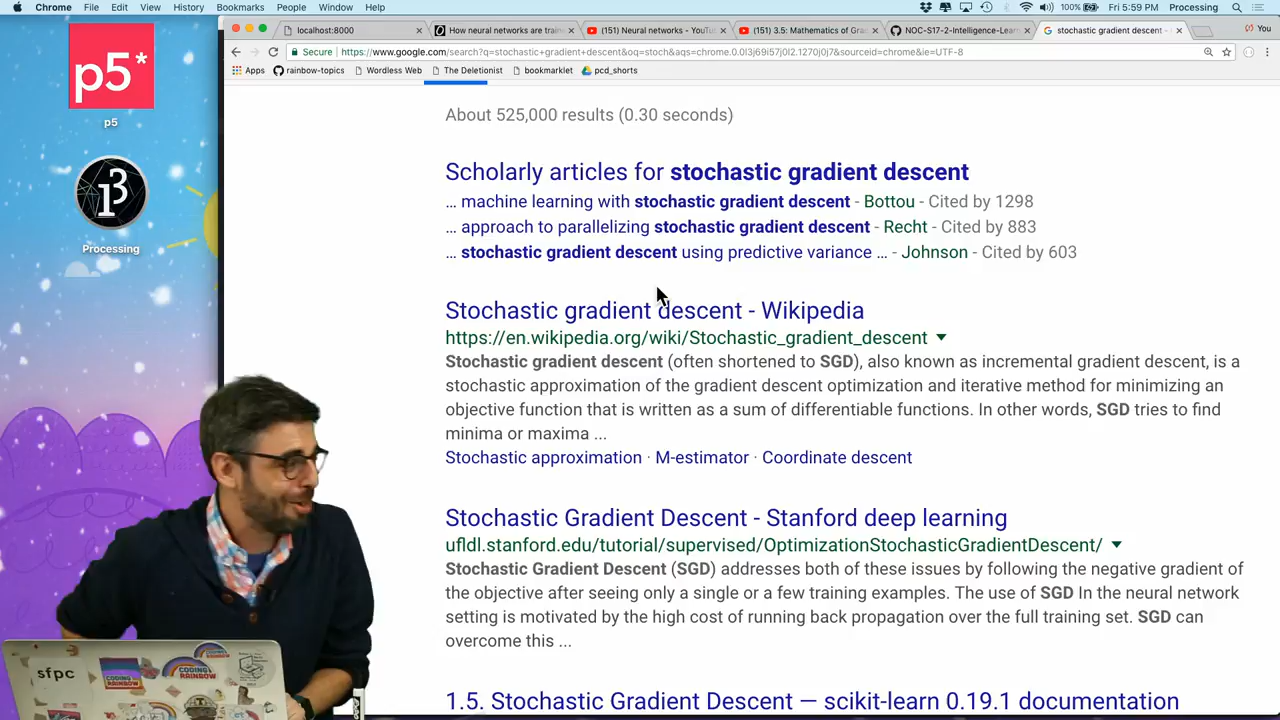 Chrome File Edit View History Bookmarks People Window Help 100% Fri 5:59 PM Processing
localhost:8000
How neural networks are train
(151) Neural networks - YouTu
(151) 3.5: Mathematics of Gra
NOC-S17-2-Intelligence-Learn
stochastic gradient descent -
You
Secure https://www.google.com/search?q=stochastic+gradient+descent&oq=stoch&aqs=chrome.0.0l3j69i57j0l2.1270j0j7&sourceid=chrome&ie=UTF-8
Apps rainbow-topics Wordless Web The Deletionist bookmarklet pcd_shorts
p5*
p5
Processing
About 525,000 results (0.30 seconds)
Scholarly articles for stochastic gradient descent
... machine learning with stochastic gradient descent - Bottou - Cited by 1298
... approach to parallelizing stochastic gradient descent - Recht - Cited by 883
... stochastic gradient descent using predictive variance ... - Johnson - Cited by 603
Stochastic gradient descent - Wikipedia
https://en.wikipedia.org/wiki/Stochastic_gradient_descent
Stochastic gradient descent (often shortened to SGD), also known as incremental gradient descent, is a
stochastic approximation of the gradient descent optimization and iterative method for minimizing an
objective function that is written as a sum of differentiable functions. In other words, SGD tries to find
minima or maxima ...
Stochastic approximation · M-estimator · Coordinate descent
Stochastic Gradient Descent - Stanford deep learning
ufldl.stanford.edu/tutorial/supervised/OptimizationStochasticGradientDescent/
Stochastic Gradient Descent (SGD) addresses both of these issues by following the negative gradient of
the objective after seeing only a single or a few training examples. The use of SGD In the neural network
setting is motivated by the high cost of running back propagation over the full training set. SGD can
overcome this ...
1.5. Stochastic Gradient Descent — scikit-learn 0.19.1 documentation
sfpc
CODING
RAINBOW
CODING
RAINBOW